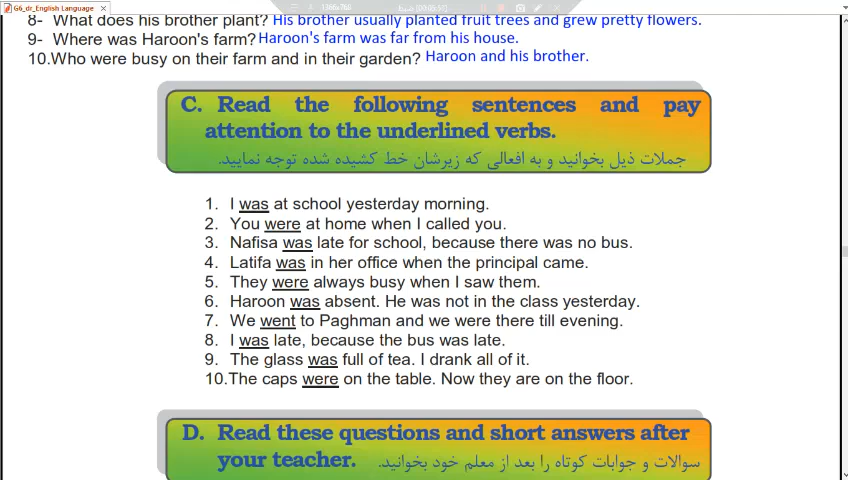 G6_dr_English Language
8- What does his brother plant? His brother usually planted fruit trees and grew pretty flowers.
9- Where was Haroon's farm? Haroon's farm was far from his house.
10.Who were busy on their farm and in their garden? Haroon and his brother.
C. Read the following sentences and pay
attention to the underlined verbs.
جملات ذیل بخوانید و به افعالی که زیرشان خط کشیده شده توجه نمایید.
1. I was at school yesterday morning.
2. You were at home when I called you.
3. Nafisa was late for school, because there was no bus.
4. Latifa was in her office when the principal came.
5. They were always busy when I saw them.
6. Haroon was absent. He was not in the class yesterday.
7. We went to Paghman and we were there till evening.
8. I was late, because the bus was late.
9. The glass was full of tea. I drank all of it.
10.The caps were on the table. Now they are on the floor.
D. Read these questions and short answers after
your teacher. سوالات و جوابات کوتاه را بعد از معلم خود بخوانید.